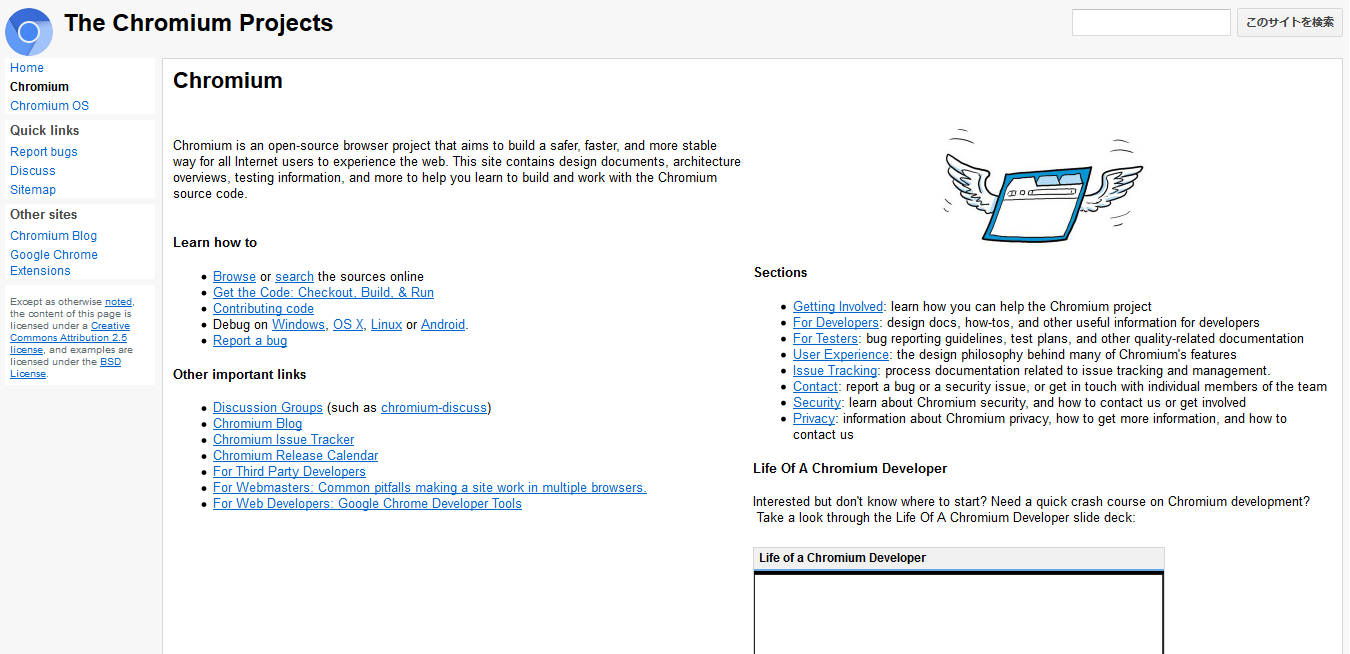 The Chromium Projects
このサイトを検索
Home
Chromium
Chromium OS
Quick links
Report bugs
Discuss
Sitemap
Other sites
Chromium Blog
Google Chrome
Extensions
Except as otherwise noted,
the content of this page is
licensed under a Creative
Commons Attribution 2.5
license, and examples are
licensed under the BSD
License.
Chromium
Chromium is an open-source browser project that aims to build a safer, faster, and more stable
way for all Internet users to experience the web. This site contains design documents, architecture
overviews, testing information, and more to help you learn to build and work with the Chromium
source code.
Learn how to
Browse or search the sources online
Get the Code: Checkout, Build, & Run
Contributing code
Debug on Windows, OS X, Linux or Android.
Report a bug
Other important links
Discussion Groups (such as chromium-discuss)
Chromium Blog
Chromium Issue Tracker
Chromium Release Calendar
For Third Party Developers
For Webmasters: Common pitfalls making a site work in multiple browsers.
For Web Developers: Google Chrome Developer Tools
Sections
Getting Involved: learn how you can help the Chromium project
For Developers: design docs, how-tos, and other useful information for developers
For Testers: bug reporting guidelines, test plans, and other quality-related documentation
User Experience: the design philosophy behind many of Chromium's features
Issue Tracking: process documentation related to issue tracking and management.
Contact: report a bug or a security issue, or get in touch with individual members of the team
Security: learn about Chromium security, and how to contact us or get involved
Privacy: information about Chromium privacy, how to get more information, and how to
contact us
Life Of A Chromium Developer
Interested but don't know where to start? Need a quick crash course on Chromium development?
Take a look through the Life Of A Chromium Developer slide deck:
Life of a Chromium Developer